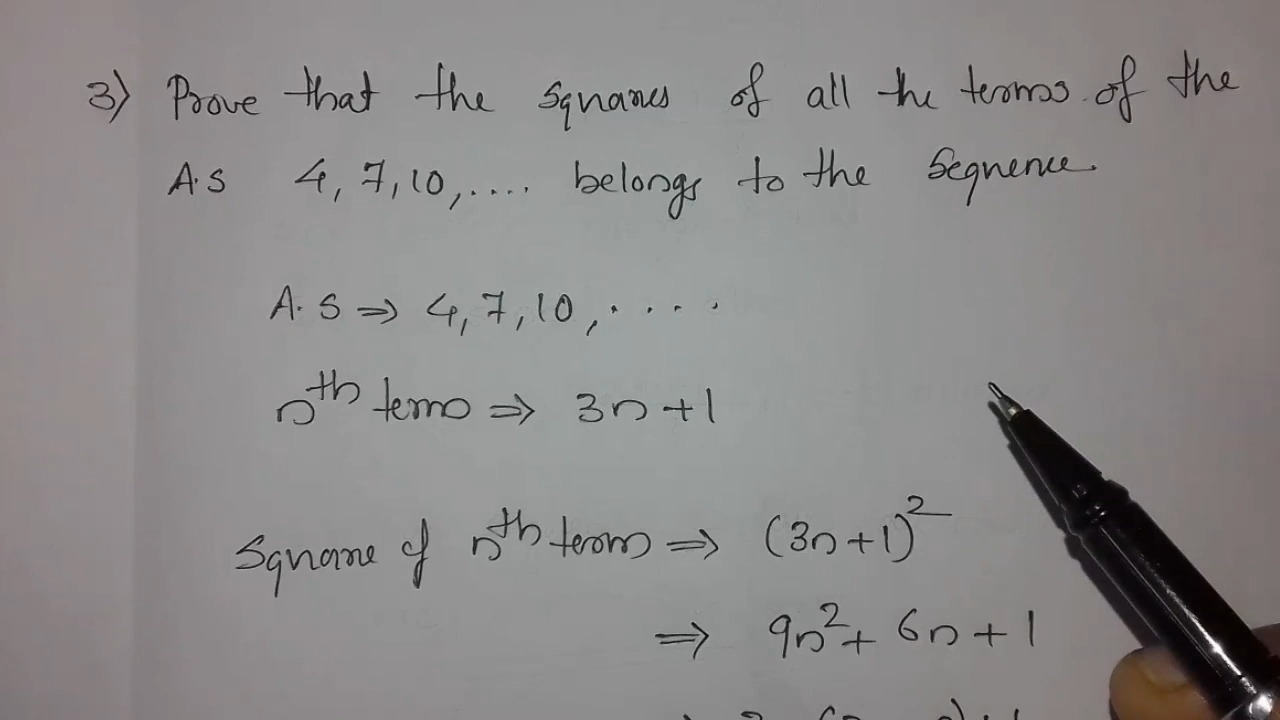 3) Prove that the squares of all the terms of the
A.S 4, 7, 10, .... belongs to the sequence.
A.S ⇒ 4, 7, 10, ....
nth term ⇒ 3n + 1
Square of nth term ⇒ (3n + 1)²
⇒ 9n² + 6n + 1